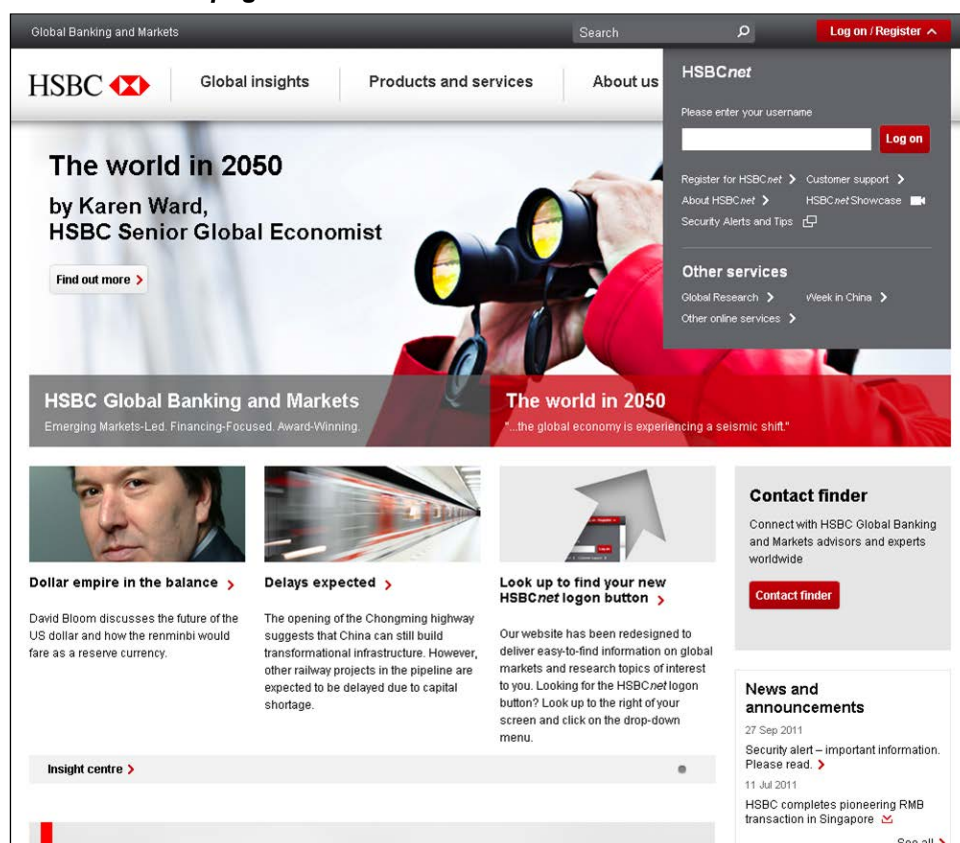 Global Banking and Markets
Search
Log on / Register
HSBC
Global insights
Products and services
About us
HSBCnet
Please enter your username
Log on
Register for HSBCnet
Customer support
About HSBCnet
HSBCnet Showcase
Security Alerts and Tips
Other services
Global Research
Week in China
Other online services
The world in 2050
by Karen Ward,
HSBC Senior Global Economist
Find out more
HSBC Global Banking and Markets
Emerging Markets-Led. Financing-Focused. Award-Winning.
The world in 2050
"...the global economy is experiencing a seismic shift."
Dollar empire in the balance
David Bloom discusses the future of the
US dollar and how the renminbi would
fare as a reserve currency.
Delays expected
The opening of the Chongming highway
suggests that China can still build
transformational infrastructure. However,
other railway projects in the pipeline are
expected to be delayed due to capital
shortage.
Look up to find your new
HSBCnet logon button
Our website has been redesigned to
deliver easy-to-find information on global
markets and research topics of interest
to you. Looking for the HSBCnet logon
button? Look up to the right of your
screen and click on the drop-down
menu.
Contact finder
Connect with HSBC Global Banking
and Markets advisors and experts
worldwide
Contact finder
News and
announcements
27 Sep 2011
Security alert – important information.
Please read.
11 Jul 2011
HSBC completes pioneering RMB
transaction in Singapore
See all
Insight centre